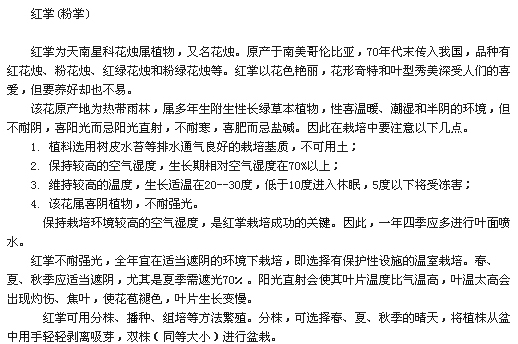 红掌(粉掌)
红掌为天南星科花烛属植物，又名花烛。原产于南美哥伦比亚，70年代末传入我国，品种有
红花烛、粉花烛、红绿花烛和粉绿花烛等。红掌以花色艳丽，花形奇特和叶型秀美深受人们的喜
爱，但要养好却也不易。
该花原产地为热带雨林，属多年生附生性长绿草本植物，性喜温暖、潮湿和半阴的环境，但
不耐阴，喜阳光而忌阳光直射，不耐寒，喜肥而忌盐碱。因此在栽培中要注意以下几点。
1. 植料选用树皮水苔等排水通气良好的栽培基质，不可用土；
2. 保持较高的空气湿度，生长期相对空气湿度在70%以上；
3. 维持较高的温度，生长适温在20--30度，低于10度进入休眠，5度以下将受冻害；
4. 该花属喜阴植物，不耐强光。
保持栽培环境较高的空气湿度，是红掌栽培成功的关键。因此，一年四季应多进行叶面喷
水。
红掌不耐强光，全年宜在适当遮阴的环境下栽培，即选择有保护性设施的温室栽培。春、
夏、秋季应适当遮阴，尤其是夏季需遮光70%。阳光直射会使其叶片温度比气温高，叶温太高会
出现灼伤、焦叶，使花苞褪色，叶片生长变慢。
红掌可用分株、播种、组培等方法繁殖。分株，可选择春、夏、秋季的晴天，将植株从盆
中用手轻轻剥离吸芽，双株（同等大小）进行盆栽。